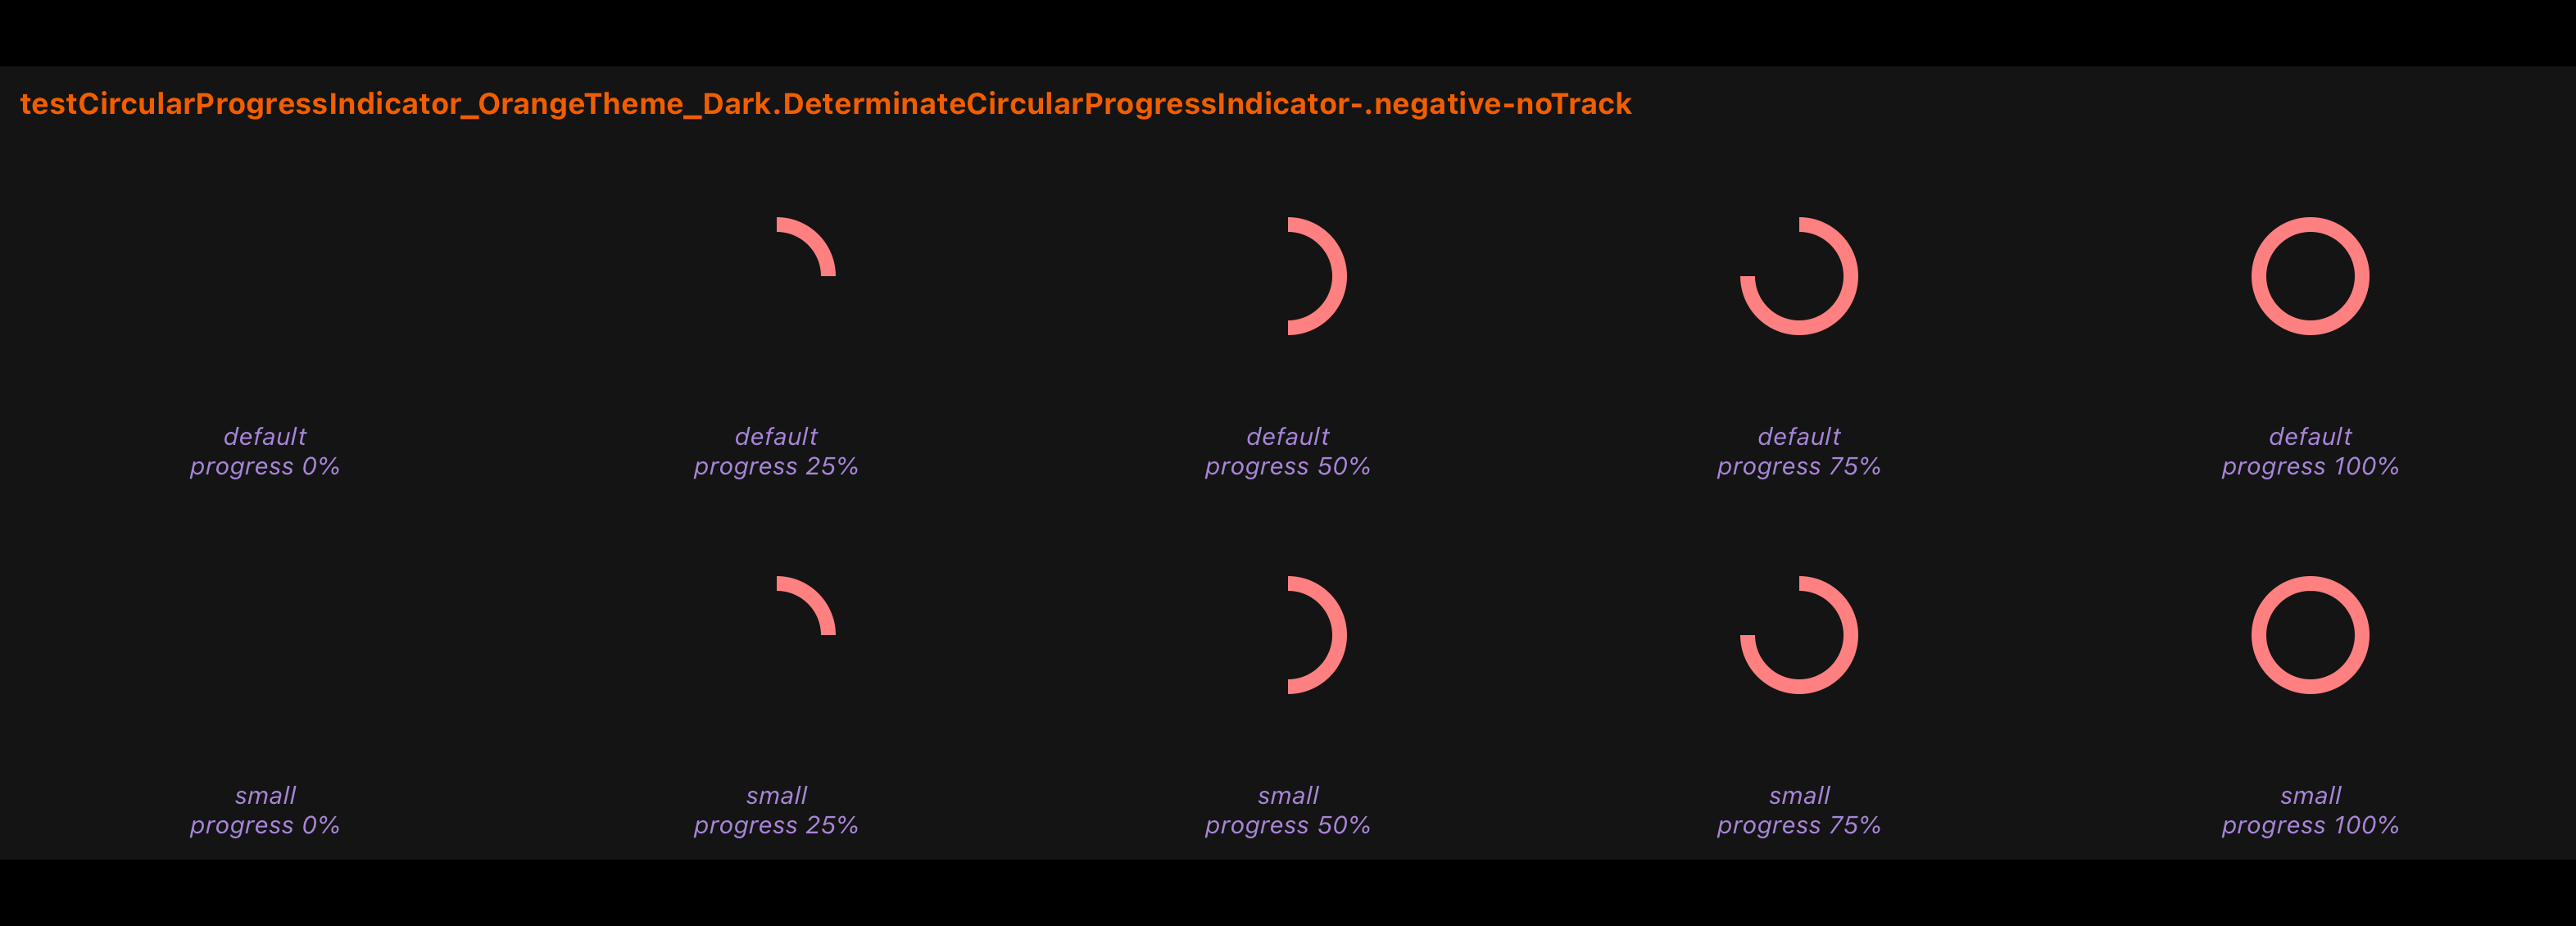 testCircularProgressIndicator_OrangeTheme_Dark.DeterminateCircularProgressIndicator-.negative-noTrack
default
progress 0%
default
progress 25%
default
progress 50%
default
progress 75%
default
progress 100%
small
progress 0%
small
progress 25%
small
progress 50%
small
progress 75%
small
progress 100%